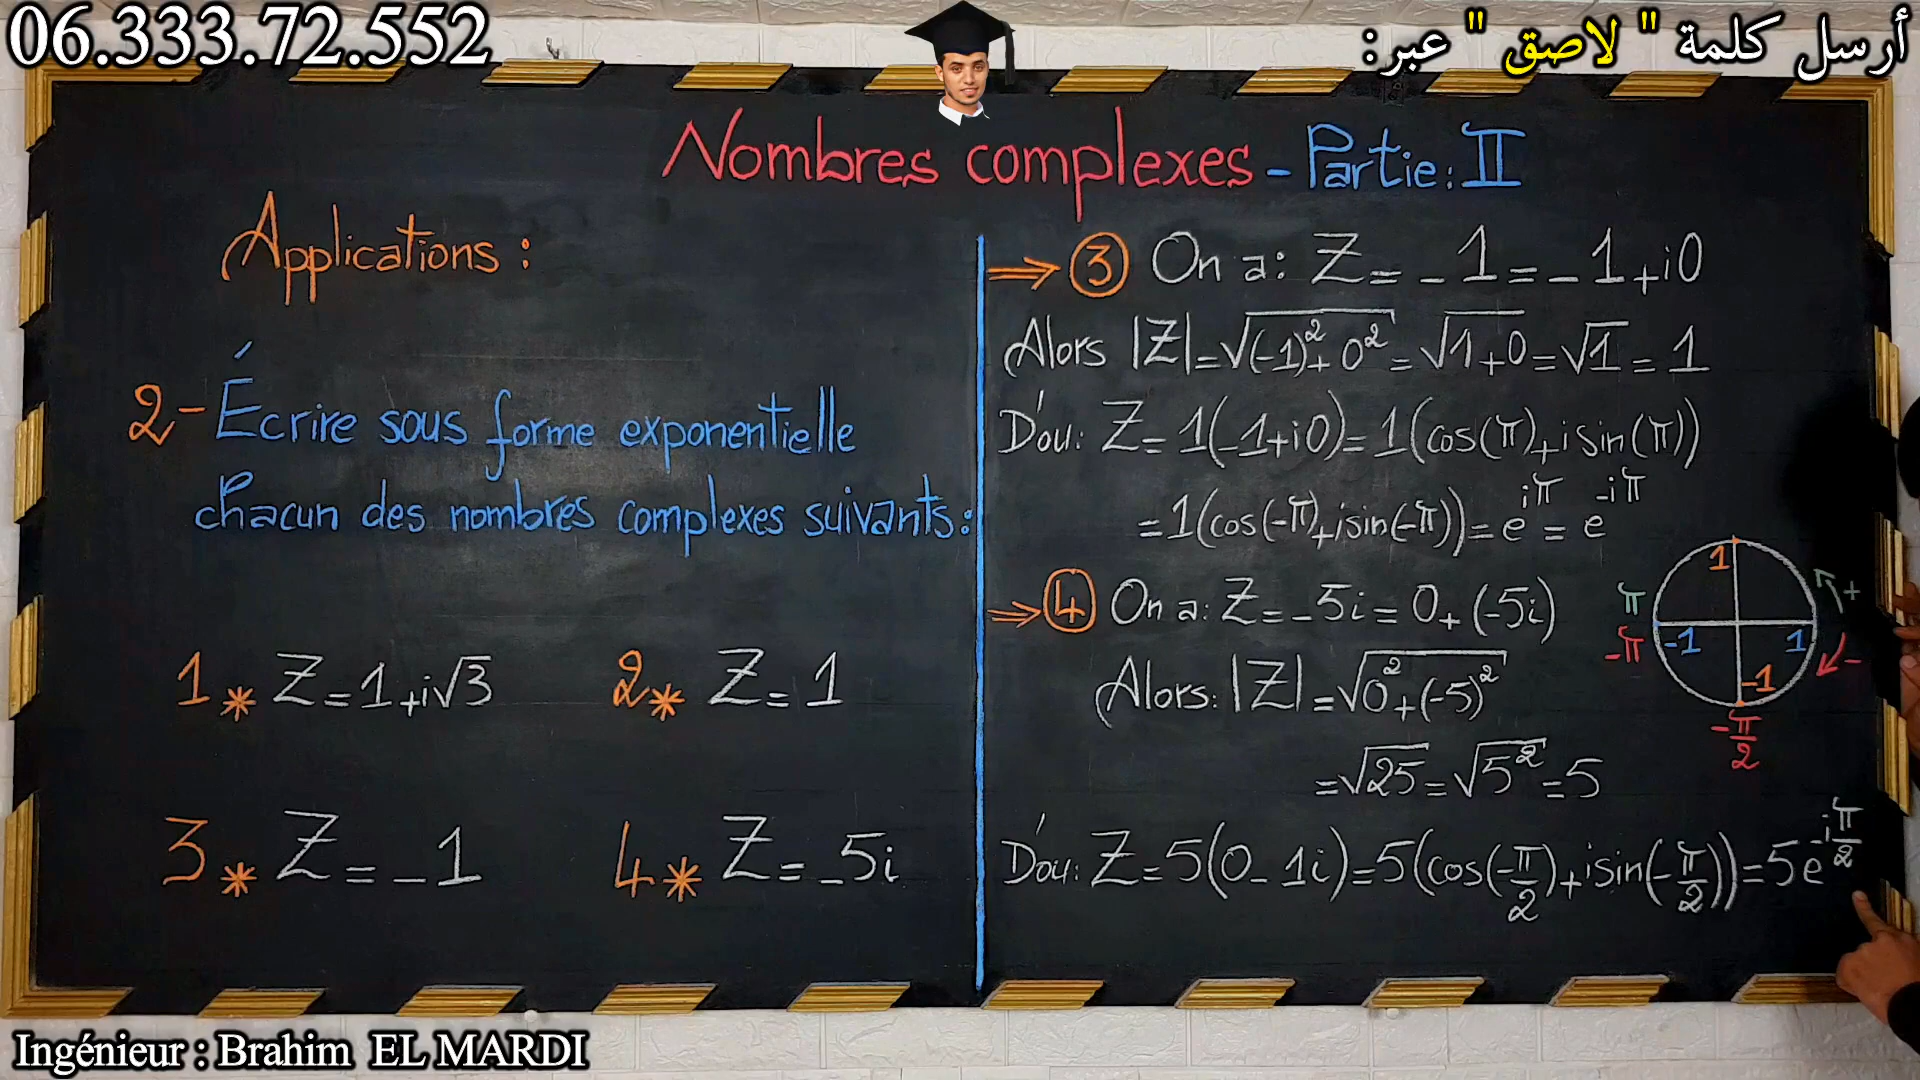 06.333.72.552
أرسل كلمة " لاصق " عبر:
Nombres complexes - Partie: II
Applications :
2- Écrire sous forme exponentielle
chacun des nombres complexes suivants:
1 * Z = 1+i√3
2 * Z = 1
3 * Z = -1
4 * Z = -5i
⇒ ③ On a: Z = -1 = -1+i0
Alors |Z| = √((-1)²+0²) = √(1+0) = √1 = 1
D'où: Z = 1(-1+i0) = 1(cos(π)+isin(π))
= 1(cos(-π)+isin(-π)) = e^{iπ} = e^{-iπ}
⇒ ④ On a: Z = -5i = 0+(-5i)
Alors: |Z| = √(0²+(-5)²)
= √25 = √5² = 5
D'où: Z = 5(0-1i) = 5(cos(-π/2)+isin(-π/2)) = 5e^{-iπ/2}
1
+
π
-π
-1
1
-
-1
-π/2
Ingénieur : Brahim EL MARDI